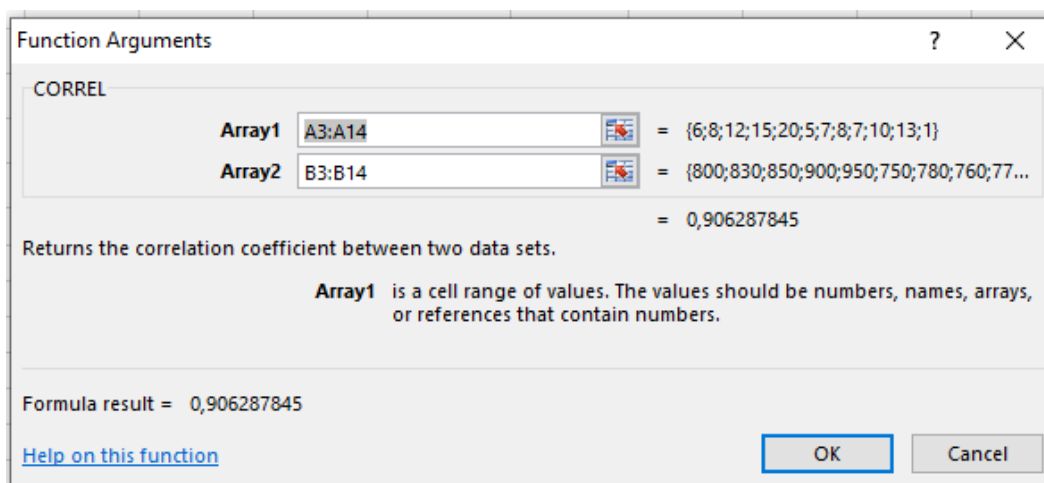 Function Arguments ? ×
CORREL
Array1 A3:A14 = {6;8;12;15;20;5;7;8;7;10;13;1}
Array2 B3:B14 = {800;830;850;900;950;750;780;760;77...
= 0,906287845
Returns the correlation coefficient between two data sets.
Array1 is a cell range of values. The values should be numbers, names, arrays,
or references that contain numbers.
Formula result = 0,906287845
Help on this function OK Cancel